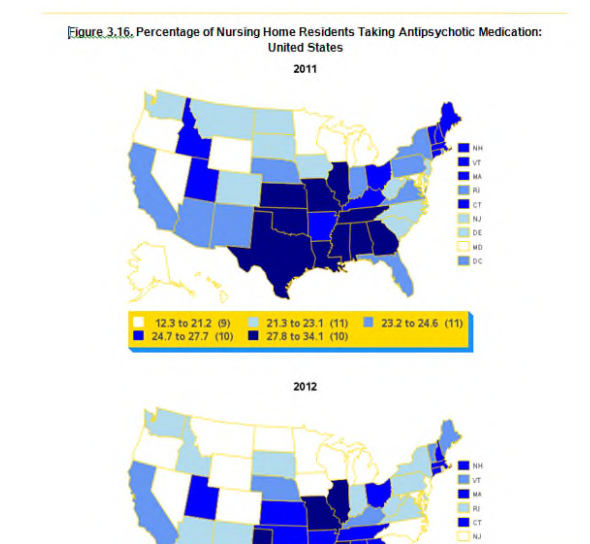 Figure 3.16. Percentage of Nursing Home Residents Taking Antipsychotic Medication:
United States
2011
NH
VT
MA
RI
CT
NJ
DE
MD
DC
12.3 to 21.2 (9)  21.3 to 23.1 (11)  23.2 to 24.6 (11)
24.7 to 27.7 (10)  27.8 to 34.1 (10)
2012
NH
VT
MA
RI
CT
NJ